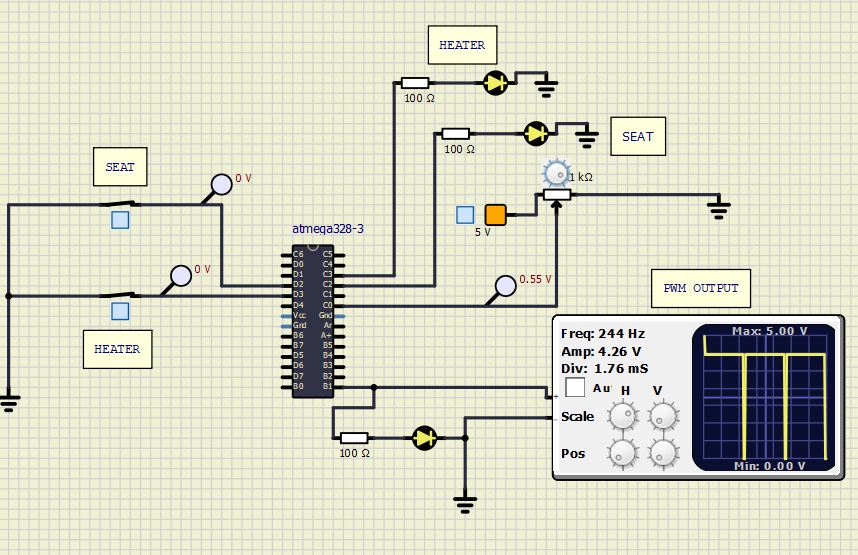 HEATER
100 Ω
100 Ω
SEAT
1 kΩ
5 V
SEAT
0 V
0 V
HEATER
atmega328-3
C6 C5
D0 C4
D1 C3
D2 C2
D3 C1
D4 C0
Vcc Gnd
Gnd Ar
B6 A+
B7 B5
D5 B4
D6 B3
D7 B2
B0 B1
0.55 V
PWM OUTPUT
Freq: 244 Hz
Amp: 4.26 V
Div: 1.76 mS
Au H V
Scale
Pos
+
-
Max: 5.00 V
Min: 0.00 V
100 Ω